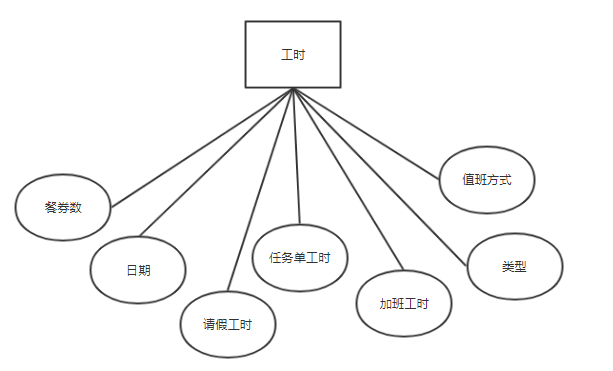 工时
值班方式
餐券数
任务单工时
类型
日期
加班工时
请假工时